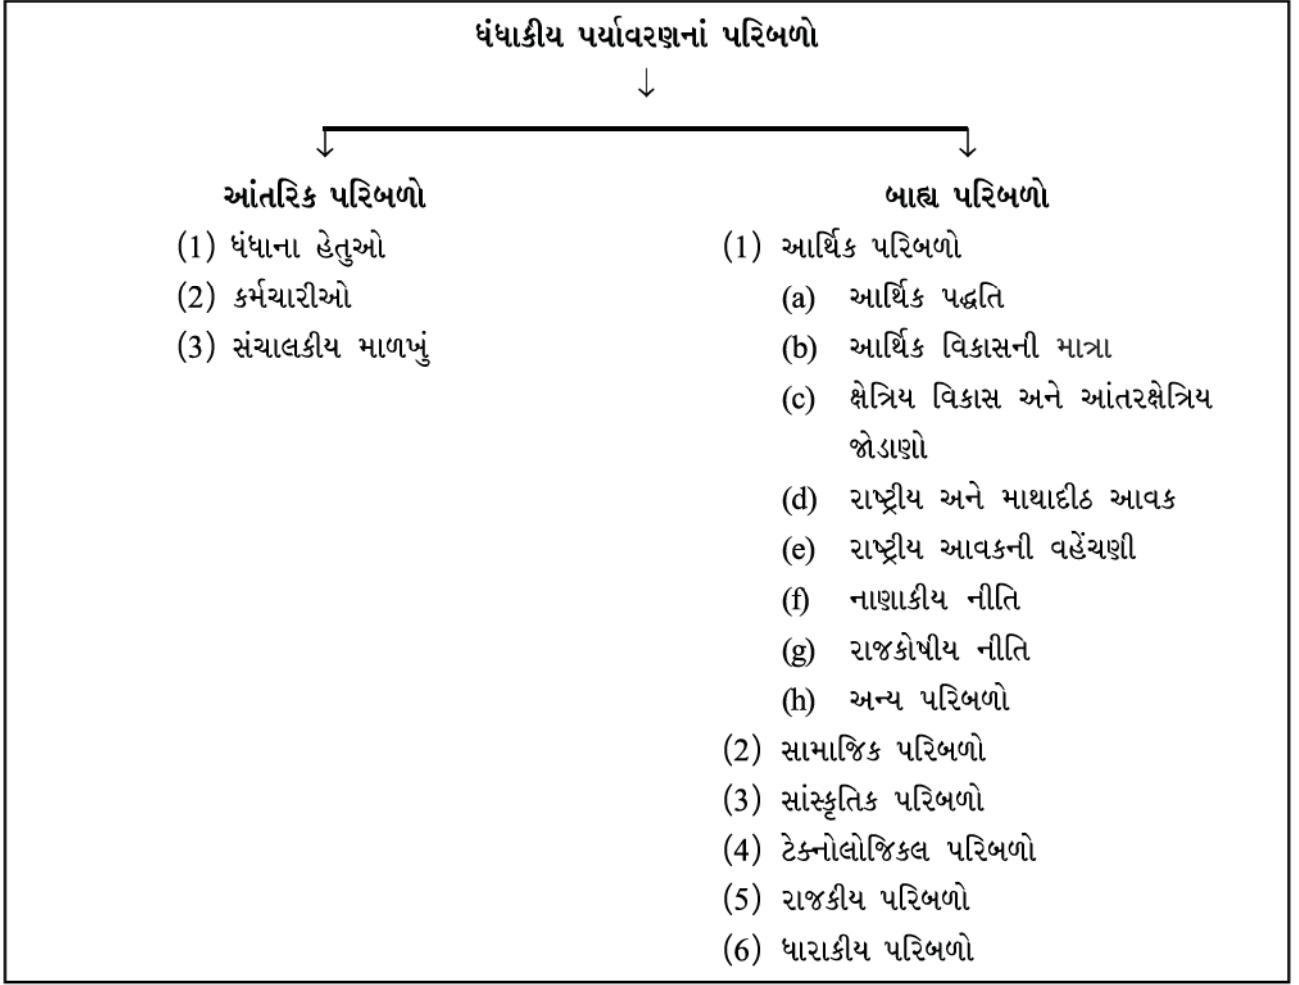 ધંધાકીય પર્યાવરણનાં પરિબળો
આંતરિક પરિબળો
(1) ધંધાના હેતુઓ
(2) કર્મચારીઓ
(3) સંચાલકીય માળખું
બાહ્ય પરિબળો
(1) આર્થિક પરિબળો
(a) આર્થિક પદ્ધતિ
(b) આર્થિક વિકાસની માત્રા
(c) ક્ષેત્રિય વિકાસ અને આંતરક્ષેત્રિય
જોડાણો
(d) રાષ્ટ્રીય અને માથાદીઠ આવક
(e) રાષ્ટ્રીય આવકની વહેંચણી
(f) નાણાકીય નીતિ
(g) રાજકોષીય નીતિ
(h) અન્ય પરિબળો
(2) સામાજિક પરિબળો
(3) સાંસ્કૃતિક પરિબળો
(4) ટેક્નોલોજિકલ પરિબળો
(5) રાજકીય પરિબળો
(6) ધારાકીય પરિબળો